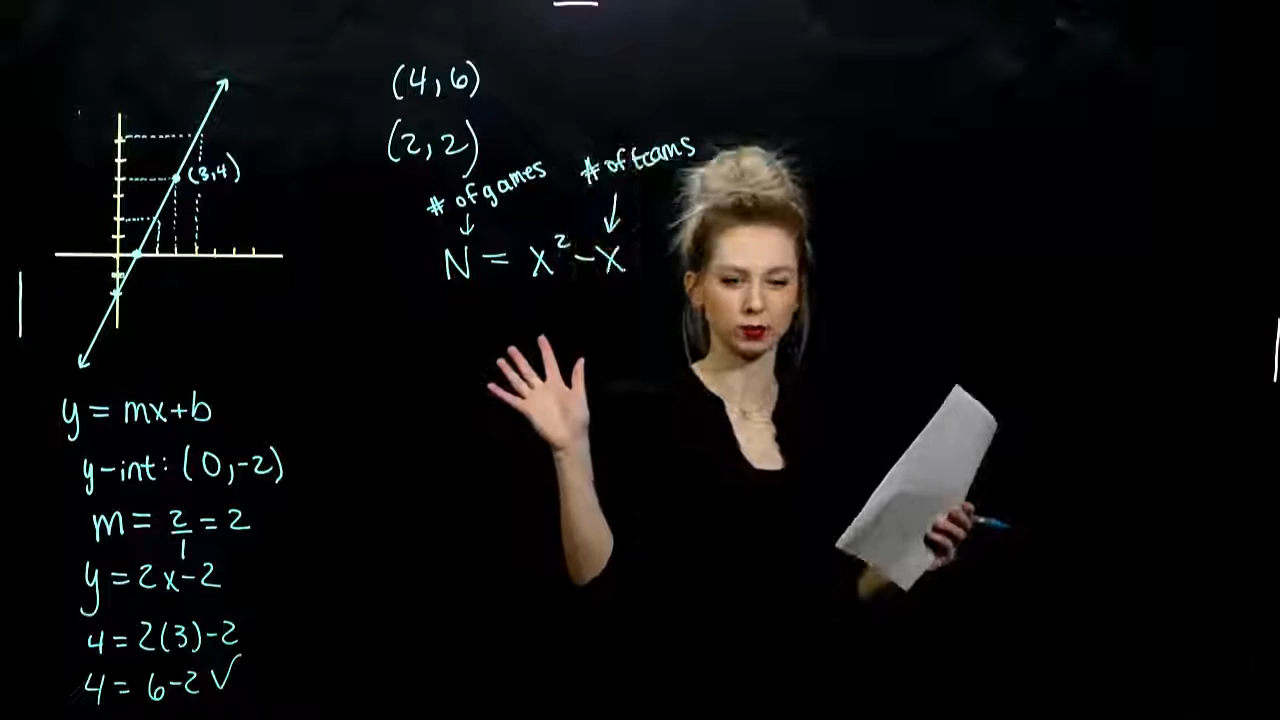 (3,4)
y = mx+b
y-int: (0,-2)
m = 2/1 = 2
y = 2x-2
4 = 2(3)-2
4 = 6-2 ✓
(4,6)
(2,2)
# of games
# of teams
N = x² - x